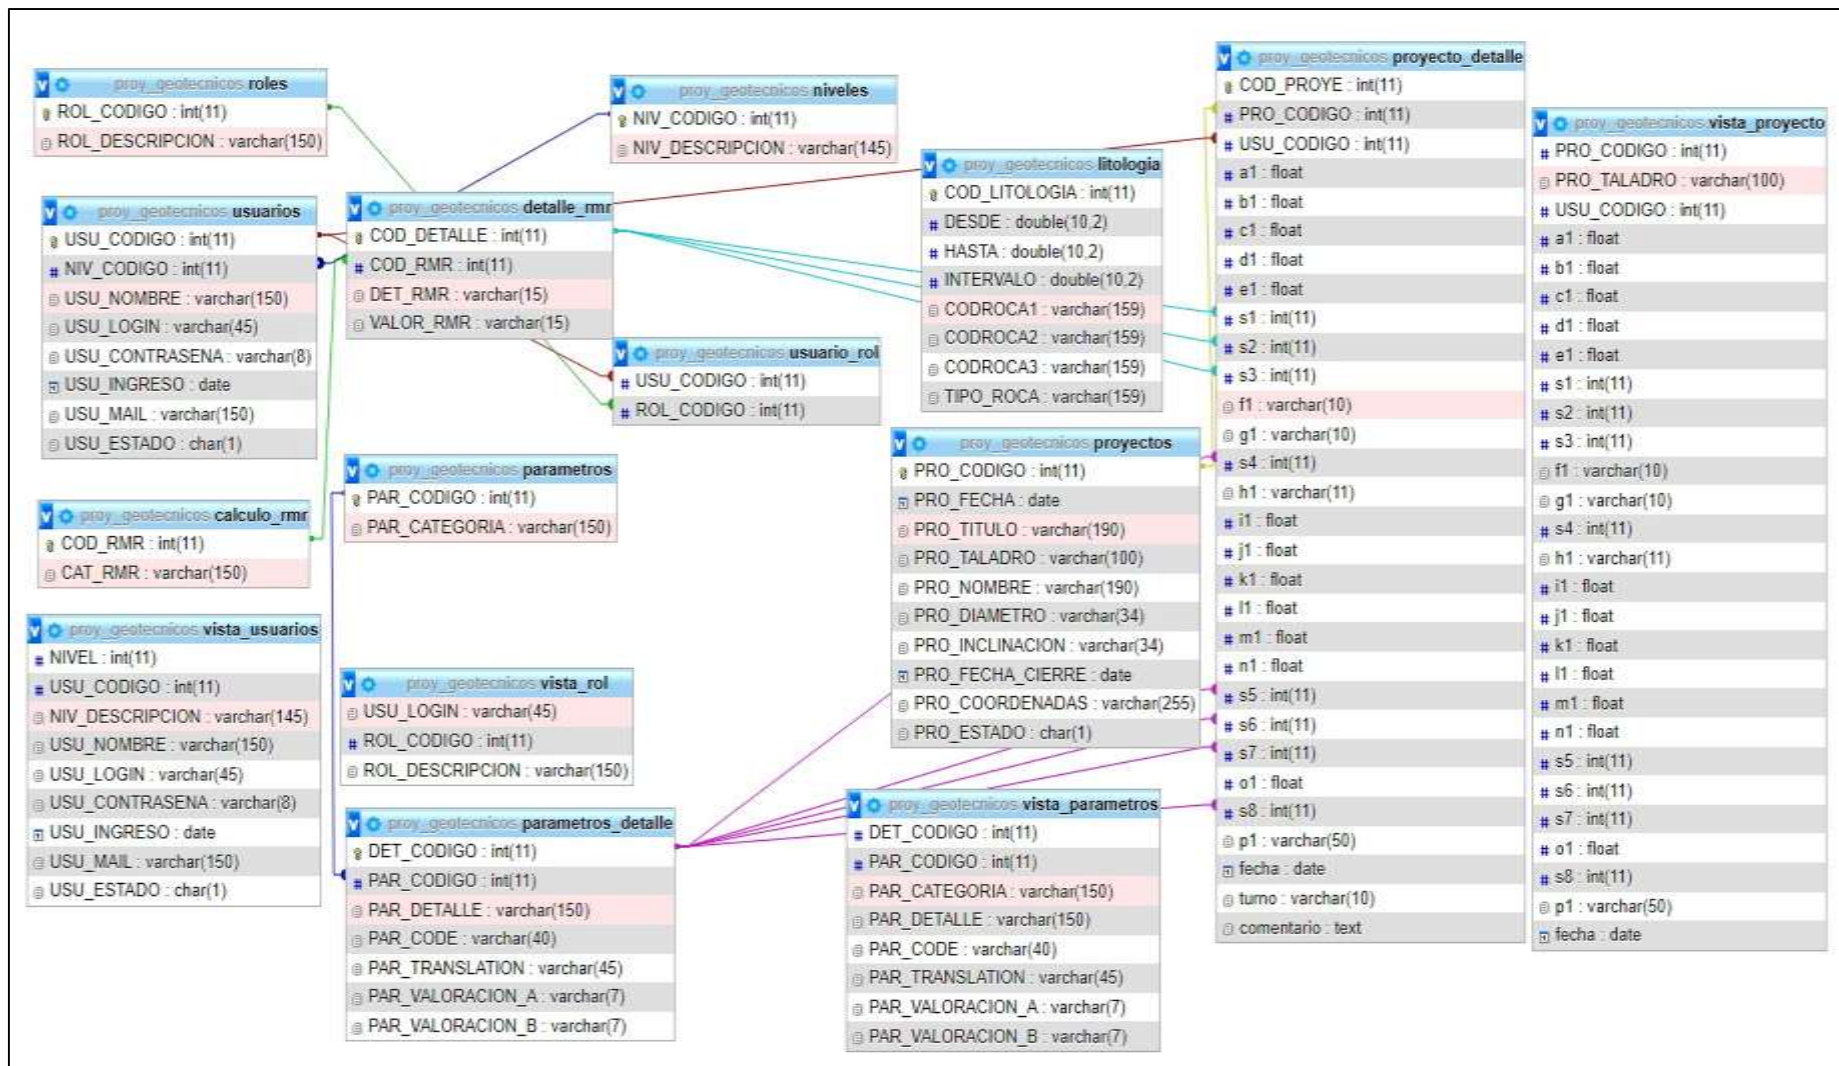 proy_geotecnicos roles
ROL_CODIGO : int(11)
ROL_DESCRIPCION : varchar(150)
proy_geotecnicos usuarios
USU_CODIGO : int(11)
NIV_CODIGO : int(11)
USU_NOMBRE : varchar(150)
USU_LOGIN : varchar(45)
USU_CONTRASENA : varchar(8)
USU_INGRESO : date
USU_MAIL : varchar(150)
USU_ESTADO : char(1)
proy_geotecnicos calculo_rmr
COD_RMR : int(11)
CAT_RMR : varchar(150)
proy_geotecnicos vista_usuarios
NIVEL : int(11)
USU_CODIGO : int(11)
NIV_DESCRIPCION : varchar(145)
USU_NOMBRE : varchar(150)
USU_LOGIN : varchar(45)
USU_CONTRASENA : varchar(8)
USU_INGRESO : date
USU_MAIL : varchar(150)
USU_ESTADO : char(1)
proy_geotecnicos detalle_rmr
COD_DETALLE : int(11)
COD_RMR : int(11)
DET_RMR : varchar(15)
VALOR_RMR : varchar(15)
proy_geotecnicos parametros
PAR_CODIGO : int(11)
PAR_CATEGORIA : varchar(150)
proy_geotecnicos vista_rol
USU_LOGIN : varchar(45)
ROL_CODIGO : int(11)
ROL_DESCRIPCION : varchar(150)
proy_geotecnicos parametros_detalle
DET_CODIGO : int(11)
PAR_CODIGO : int(11)
PAR_DETALLE : varchar(150)
PAR_CODE : varchar(40)
PAR_TRANSLATION : varchar(45)
PAR_VALORACION_A : varchar(7)
PAR_VALORACION_B : varchar(7)
proy_geotecnicos niveles
NIV_CODIGO : int(11)
NIV_DESCRIPCION : varchar(145)
proy_geotecnicos usuario_rol
USU_CODIGO : int(11)
ROL_CODIGO : int(11)
proy_geotecnicos litologia
COD_LITOLOGIA : int(11)
DESDE : double(10,2)
HASTA : double(10,2)
INTERVALO : double(10,2)
CODROCA1 : varchar(159)
CODROCA2 : varchar(159)
CODROCA3 : varchar(159)
TIPO_ROCA : varchar(159)
proy_geotecnicos proyectos
PRO_CODIGO : int(11)
PRO_FECHA : date
PRO_TITULO : varchar(190)
PRO_TALADRO : varchar(100)
PRO_NOMBRE : varchar(190)
PRO_DIAMETRO : varchar(34)
PRO_INCLINACION : varchar(34)
PRO_FECHA_CIERRE : date
PRO_COORDENADAS : varchar(255)
PRO_ESTADO : char(1)
proy_geotecnicos vista_parametros
DET_CODIGO : int(11)
PAR_CODIGO : int(11)
PAR_CATEGORIA : varchar(150)
PAR_DETALLE : varchar(150)
PAR_CODE : varchar(40)
PAR_TRANSLATION : varchar(45)
PAR_VALORACION_A : varchar(7)
PAR_VALORACION_B : varchar(7)
proy_geotecnicos proyecto_detalle
COD_PROYE : int(11)
PRO_CODIGO : int(11)
USU_CODIGO : int(11)
a1 : float
b1 : float
c1 : float
d1 : float
e1 : float
s1 : int(11)
s2 : int(11)
s3 : int(11)
f1 : varchar(10)
g1 : varchar(10)
s4 : int(11)
h1 : varchar(11)
i1 : float
j1 : float
k1 : float
l1 : float
m1 : float
n1 : float
s5 : int(11)
s6 : int(11)
s7 : int(11)
o1 : float
s8 : int(11)
p1 : varchar(50)
fecha : date
turno : varchar(10)
comentario : text
proy_geotecnicos vista_proyecto
PRO_CODIGO : int(11)
PRO_TALADRO : varchar(100)
USU_CODIGO : int(11)
a1 : float
b1 : float
c1 : float
d1 : float
e1 : float
s1 : int(11)
s2 : int(11)
s3 : int(11)
f1 : varchar(10)
g1 : varchar(10)
s4 : int(11)
h1 : varchar(11)
i1 : float
j1 : float
k1 : float
l1 : float
m1 : float
n1 : float
s5 : int(11)
s6 : int(11)
s7 : int(11)
o1 : float
s8 : int(11)
p1 : varchar(50)
fecha : date